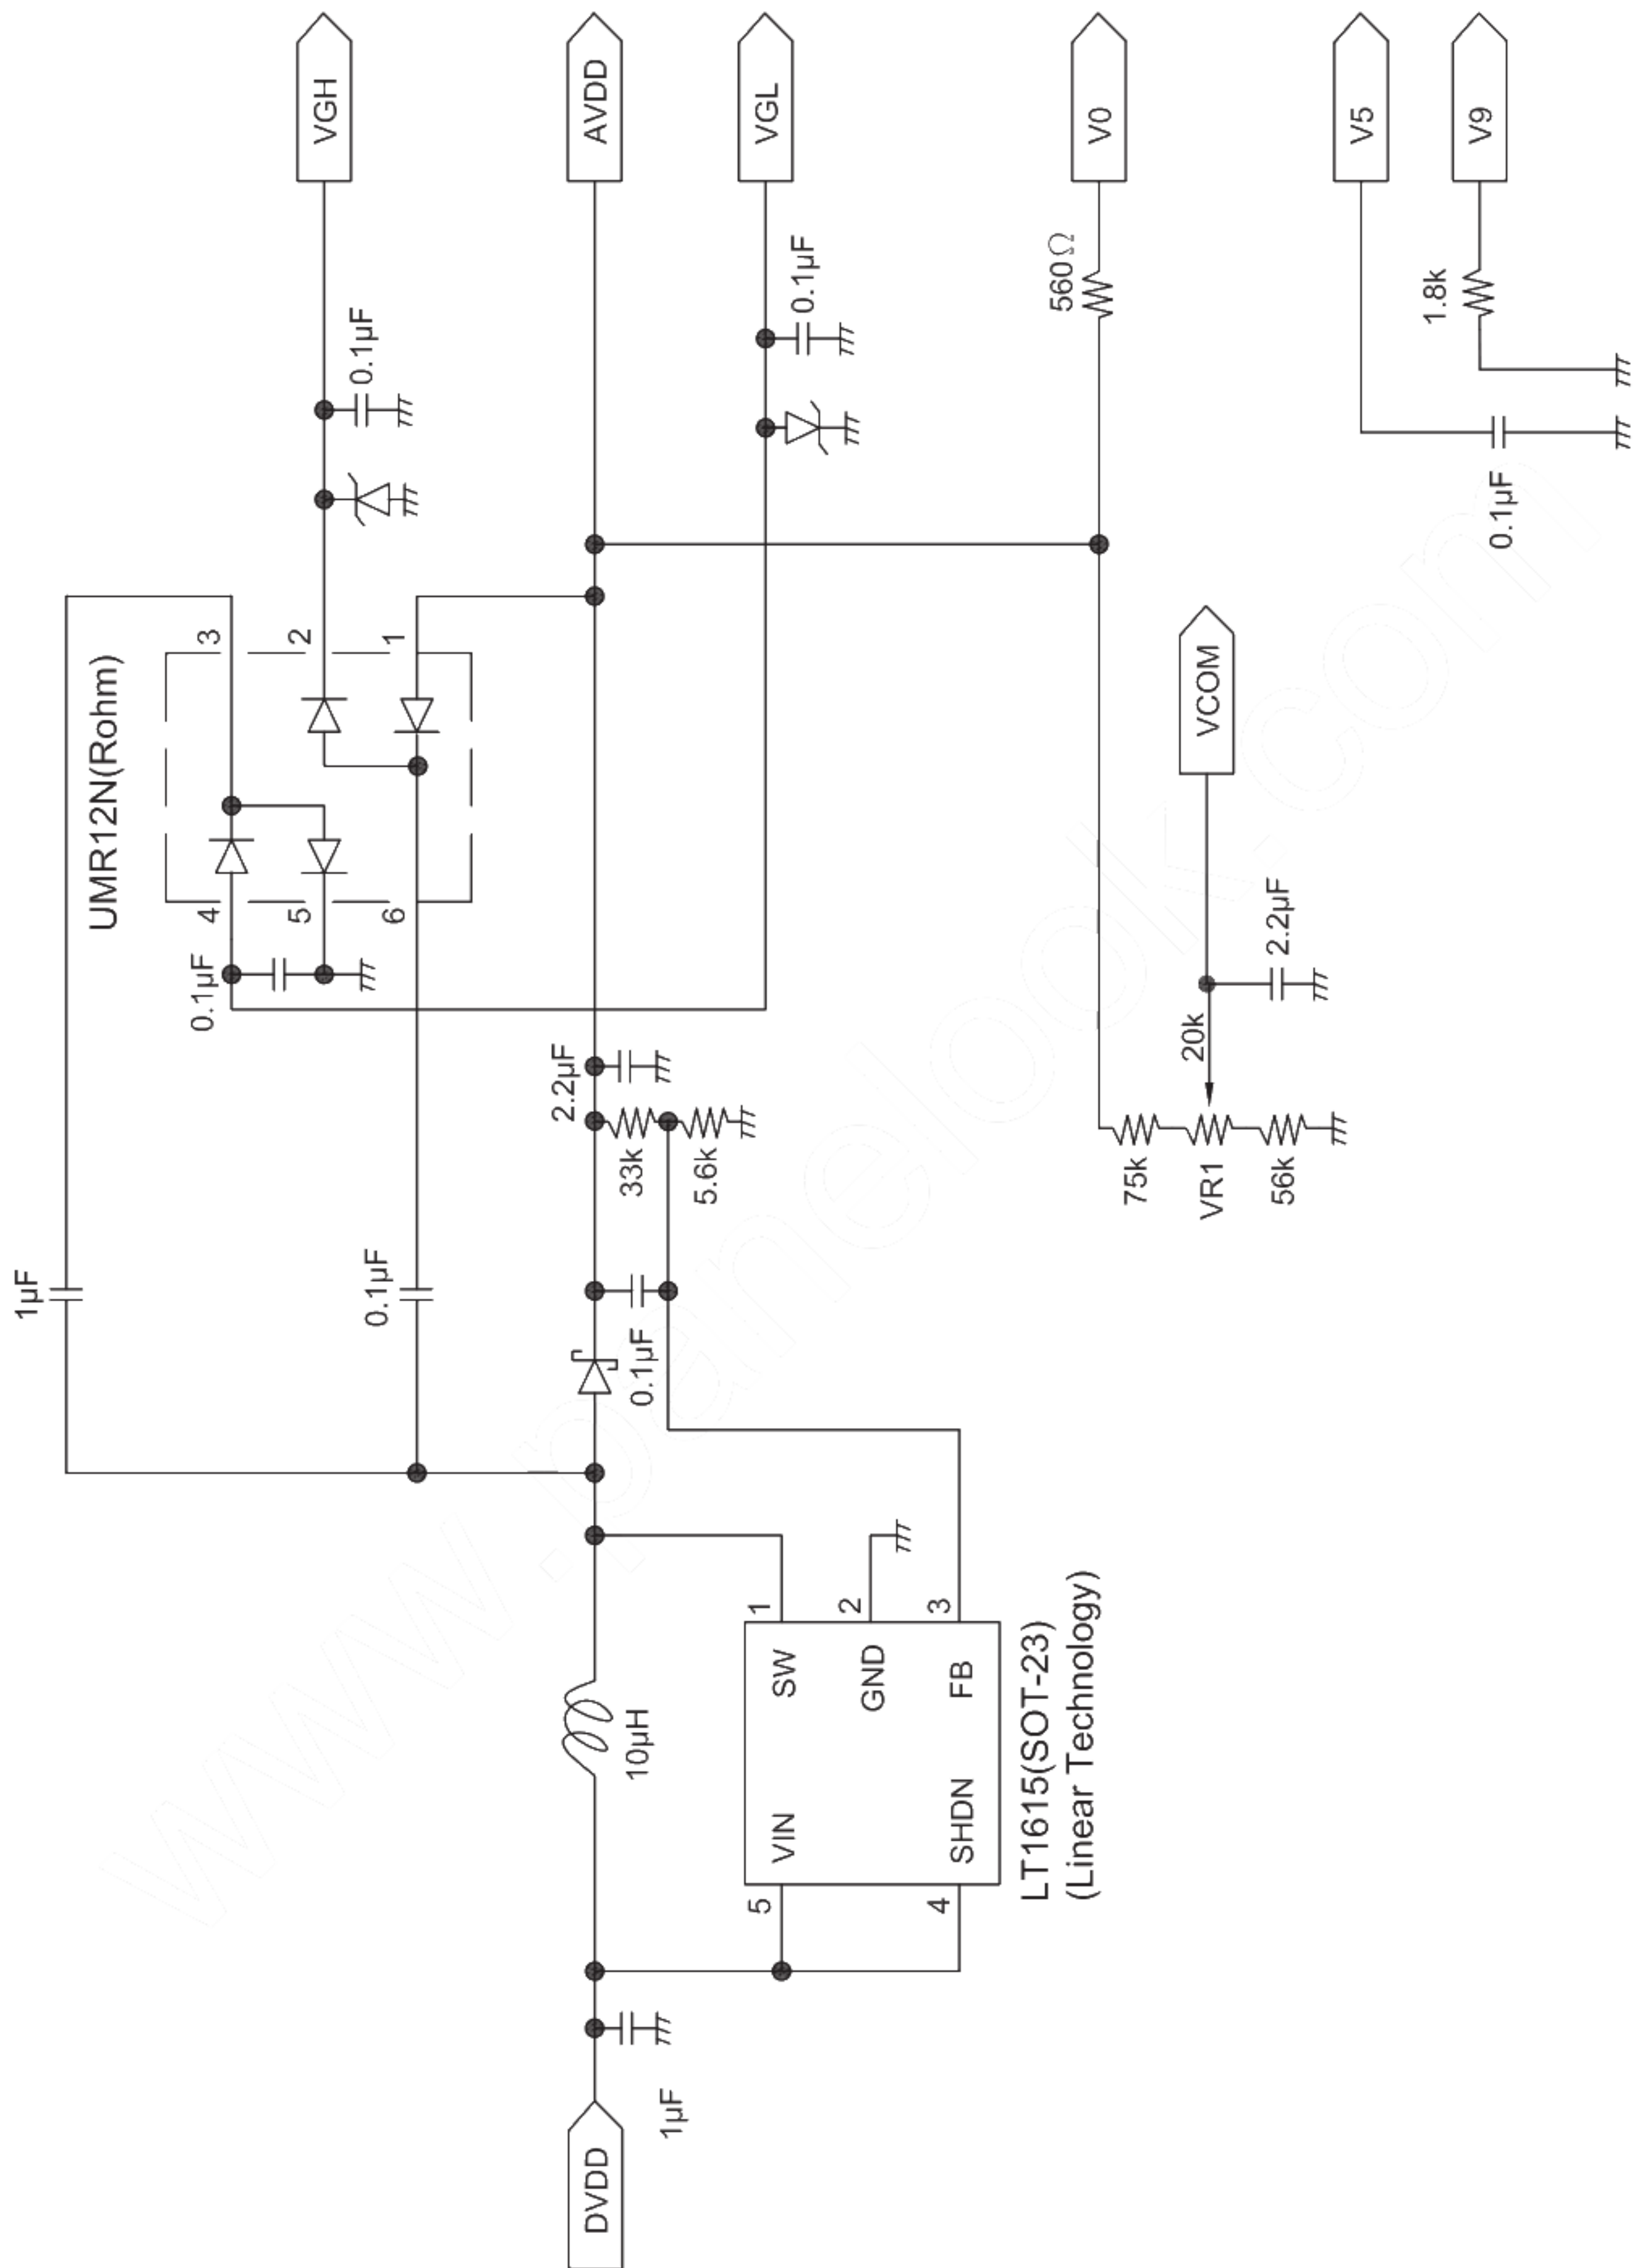 1µF
UMR12N(Rohm)
0.1µF
4
3
5
2
VGH
0.1µF
0.1µF
6
1
2.2µF
DVDD
AVDD
10µH
0.1µF
33k
1µF
5.6k
5
1
VGL
VIN
SW
0.1µF
2
GND
4
3
SHDN
FB
LT1615(SOT-23)
(Linear Technology)
560Ω
V0
75k
20k
VCOM
VR1
2.2µF
56k
V5
1.8k
V9
0.1µF
www.panelook.com